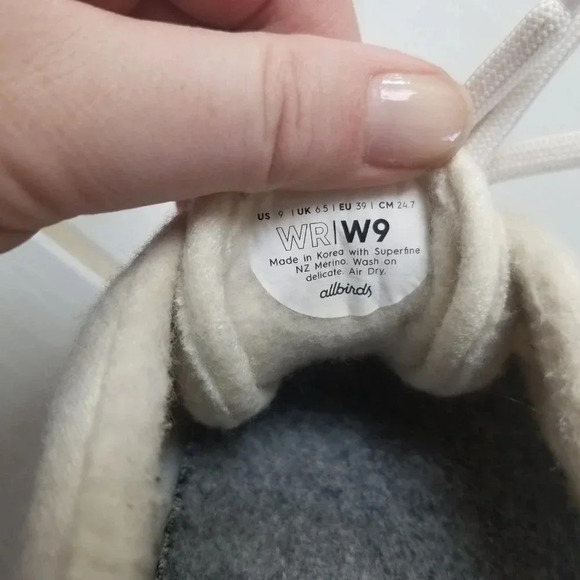 US 9 | UK 6.5 | EU 39 | CM 24.7
WR|W9
Made in Korea with Superfine
NZ Merino. Wash on
delicate. Air Dry.
allbirds